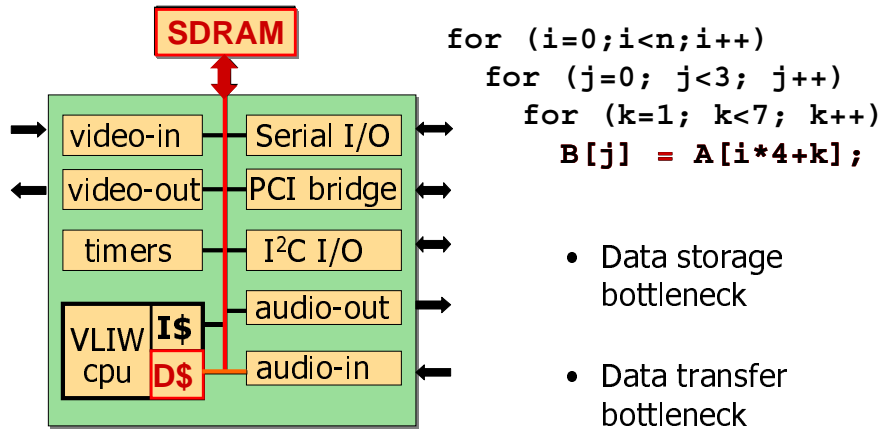 SDRAM
video-in
Serial I/O
video-out
PCI bridge
timers
I²C I/O
audio-out
VLIW
cpu
I$
D$
audio-in
for (i=0;i<n;i++)
for (j=0; j<3; j++)
for (k=1; k<7; k++)
B[j] = A[i*4+k];
• Data storage
bottleneck
• Data transfer
bottleneck